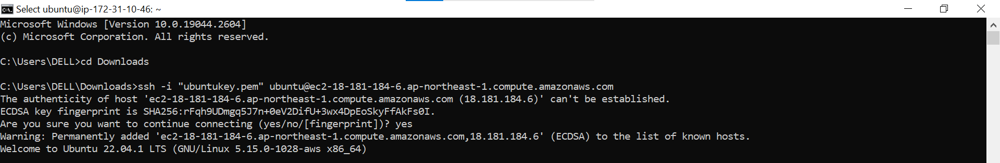 Select ubuntu@ip-172-31-10-46: ~
Microsoft Windows [Version 10.0.19044.2604]
(c) Microsoft Corporation. All rights reserved.
C:\Users\DELL>cd Downloads
C:\Users\DELL\Downloads>ssh -i "ubuntukey.pem" ubuntu@ec2-18-181-184-6.ap-northeast-1.compute.amazonaws.com
The authenticity of host 'ec2-18-181-184-6.ap-northeast-1.compute.amazonaws.com (18.181.184.6)' can't be established.
ECDSA key fingerprint is SHA256:rFqh9UDmgq5J7n+0eV2DifU+3wx4DpEoSkyFfAkFs0I.
Are you sure you want to continue connecting (yes/no/[fingerprint])? yes
Warning: Permanently added 'ec2-18-181-184-6.ap-northeast-1.compute.amazonaws.com,18.181.184.6' (ECDSA) to the list of known hosts.
Welcome to Ubuntu 22.04.1 LTS (GNU/Linux 5.15.0-1028-aws x86_64)